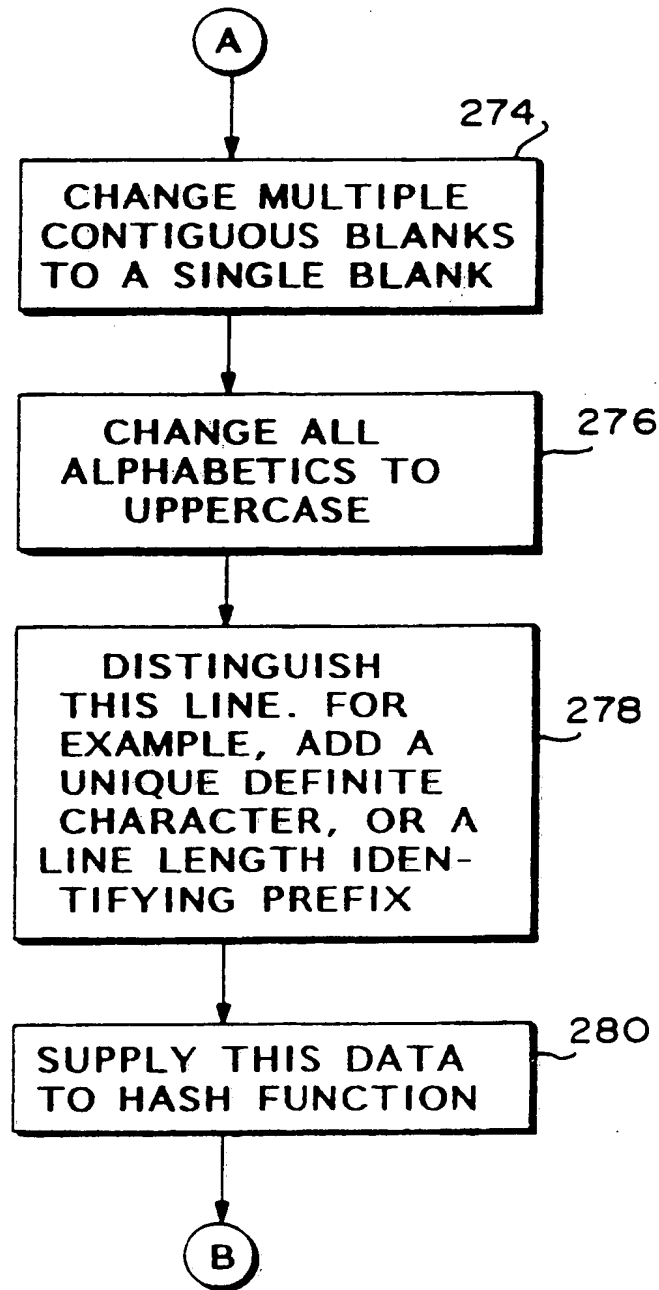 A
274
CHANGE MULTIPLE
CONTIGUOUS BLANKS
TO A SINGLE BLANK
276
CHANGE ALL
ALPHABETICS TO
UPPERCASE
278
DISTINGUISH
THIS LINE. FOR
EXAMPLE, ADD A
UNIQUE DEFINITE
CHARACTER, OR A
LINE LENGTH IDEN-
TIFYING PREFIX
280
SUPPLY THIS DATA
TO HASH FUNCTION
B